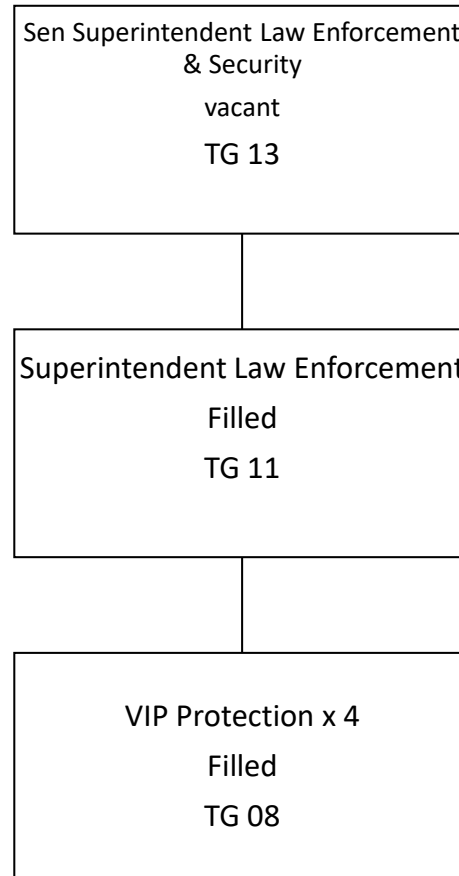 Sen Superintendent Law Enforcement
& Security
vacant
TG 13
Superintendent Law Enforcement
Filled
TG 11
VIP Protection x 4
Filled
TG 08